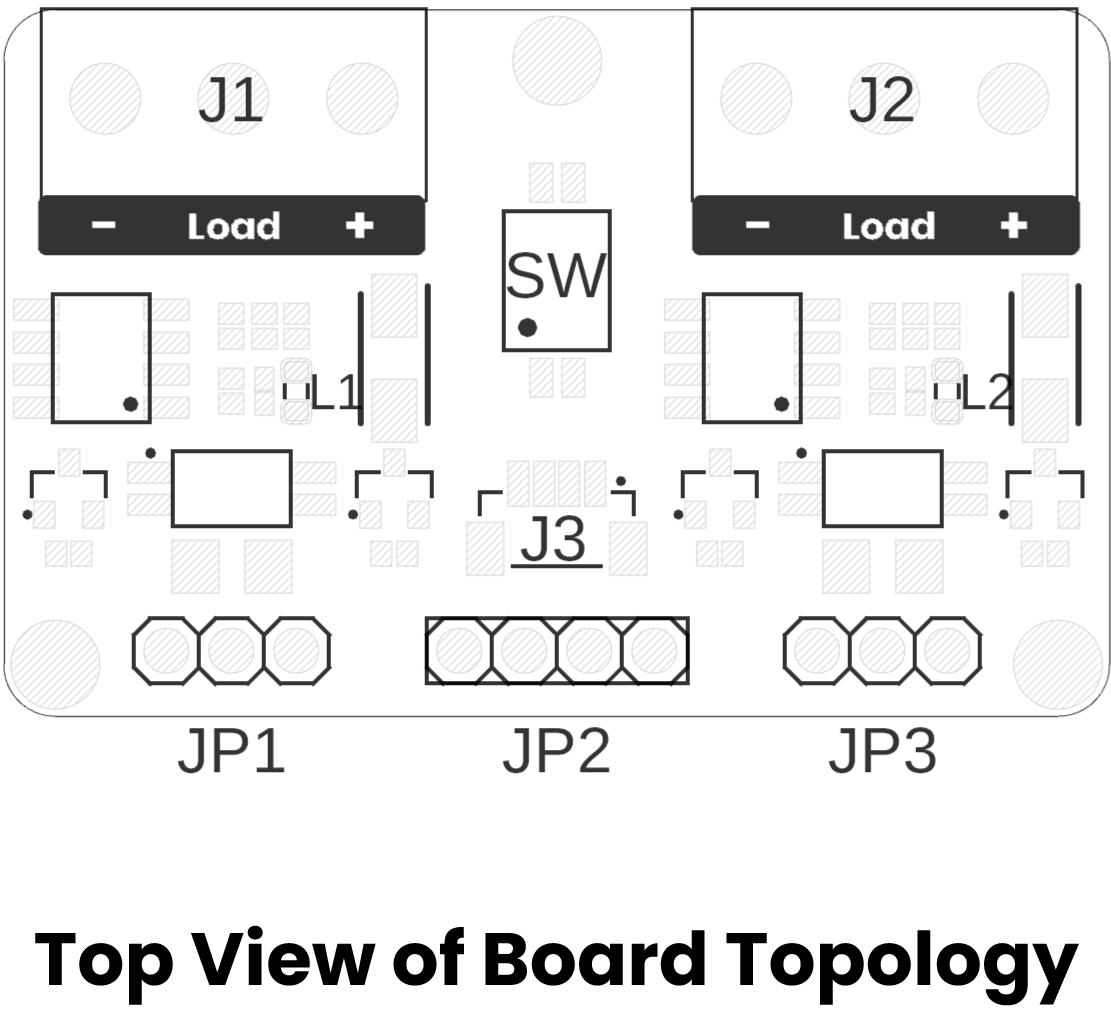 J1 J2
− Load + − Load +
SW
L1 L2
J3
JP1 JP2 JP3
Top View of Board Topology